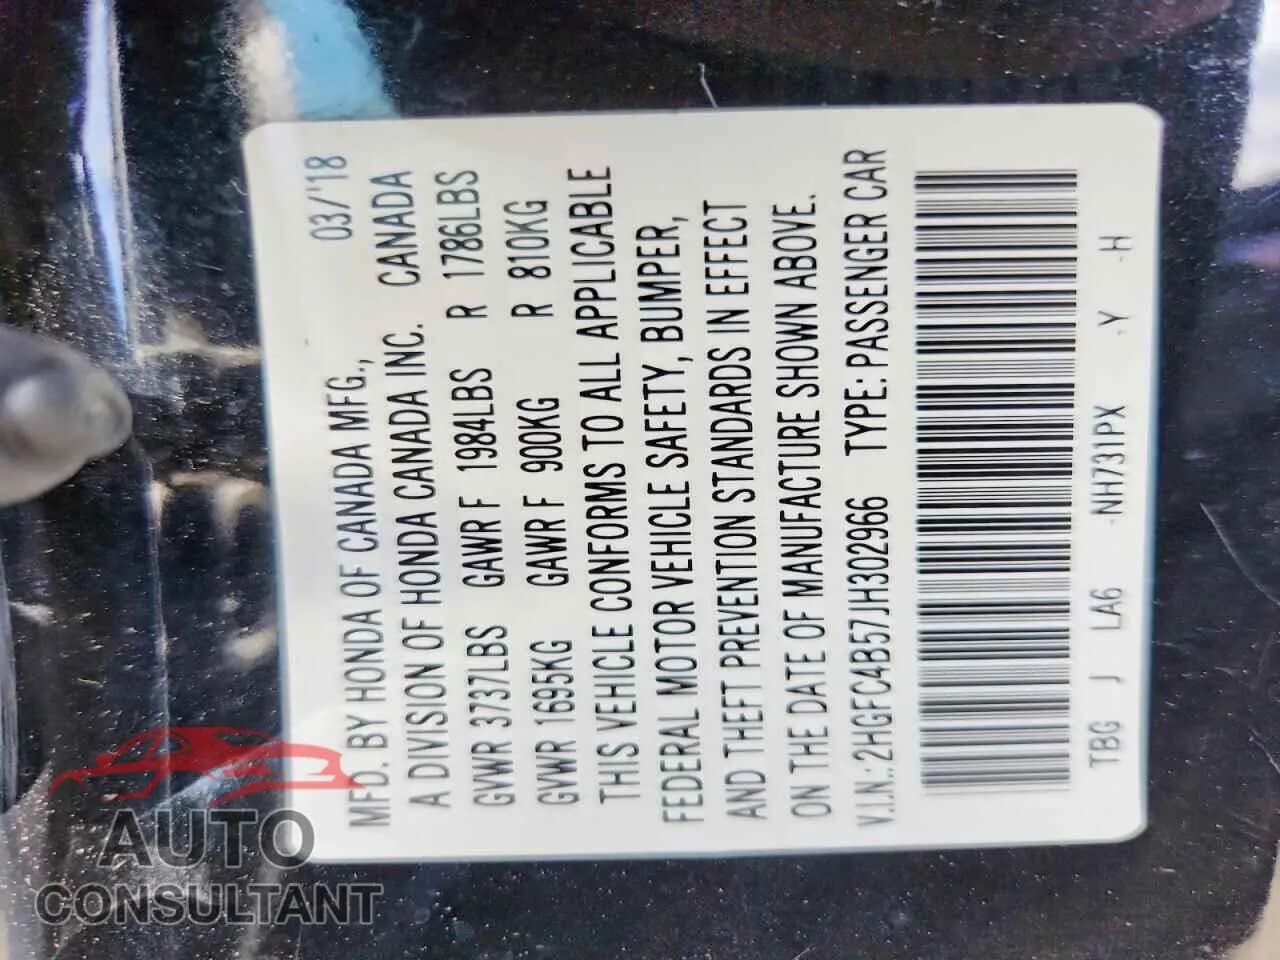 03/'18
MFD. BY HONDA OF CANADA MFG.,
A DIVISION OF HONDA CANADA INC. CANADA
GVWR 3737LBS GAWR F 1984LBS R 1786LBS
GVWR 1695KG GAWR F 900KG R 810KG
THIS VEHICLE CONFORMS TO ALL APPLICABLE
FEDERAL MOTOR VEHICLE SAFETY, BUMPER,
AND THEFT PREVENTION STANDARDS IN EFFECT
ON THE DATE OF MANUFACTURE SHOWN ABOVE.
V.I.N.: 2HGFC4B57JH302966 TYPE: PASSENGER CAR
TBG J LA6 -NH731PX -Y -H
AUTO
CONSULTANT